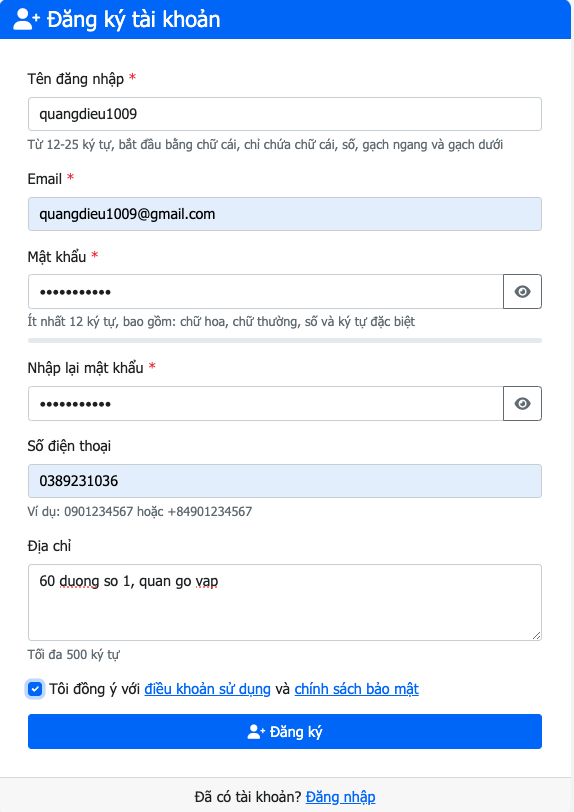 Đăng ký tài khoản
Tên đăng nhập *
quangdieu1009
Từ 12-25 ký tự, bắt đầu bằng chữ cái, chỉ chứa chữ cái, số, gạch ngang và gạch dưới
Email *
quangdieu1009@gmail.com
Mật khẩu *
•••••••••••
Ít nhất 12 ký tự, bao gồm: chữ hoa, chữ thường, số và ký tự đặc biệt
Nhập lại mật khẩu *
•••••••••••
Số điện thoại
0389231036
Ví dụ: 0901234567 hoặc +84901234567
Địa chỉ
60 duong so 1, quan go vap
Tối đa 500 ký tự
Tôi đồng ý với điều khoản sử dụng và chính sách bảo mật
Đăng ký
Đã có tài khoản? Đăng nhập